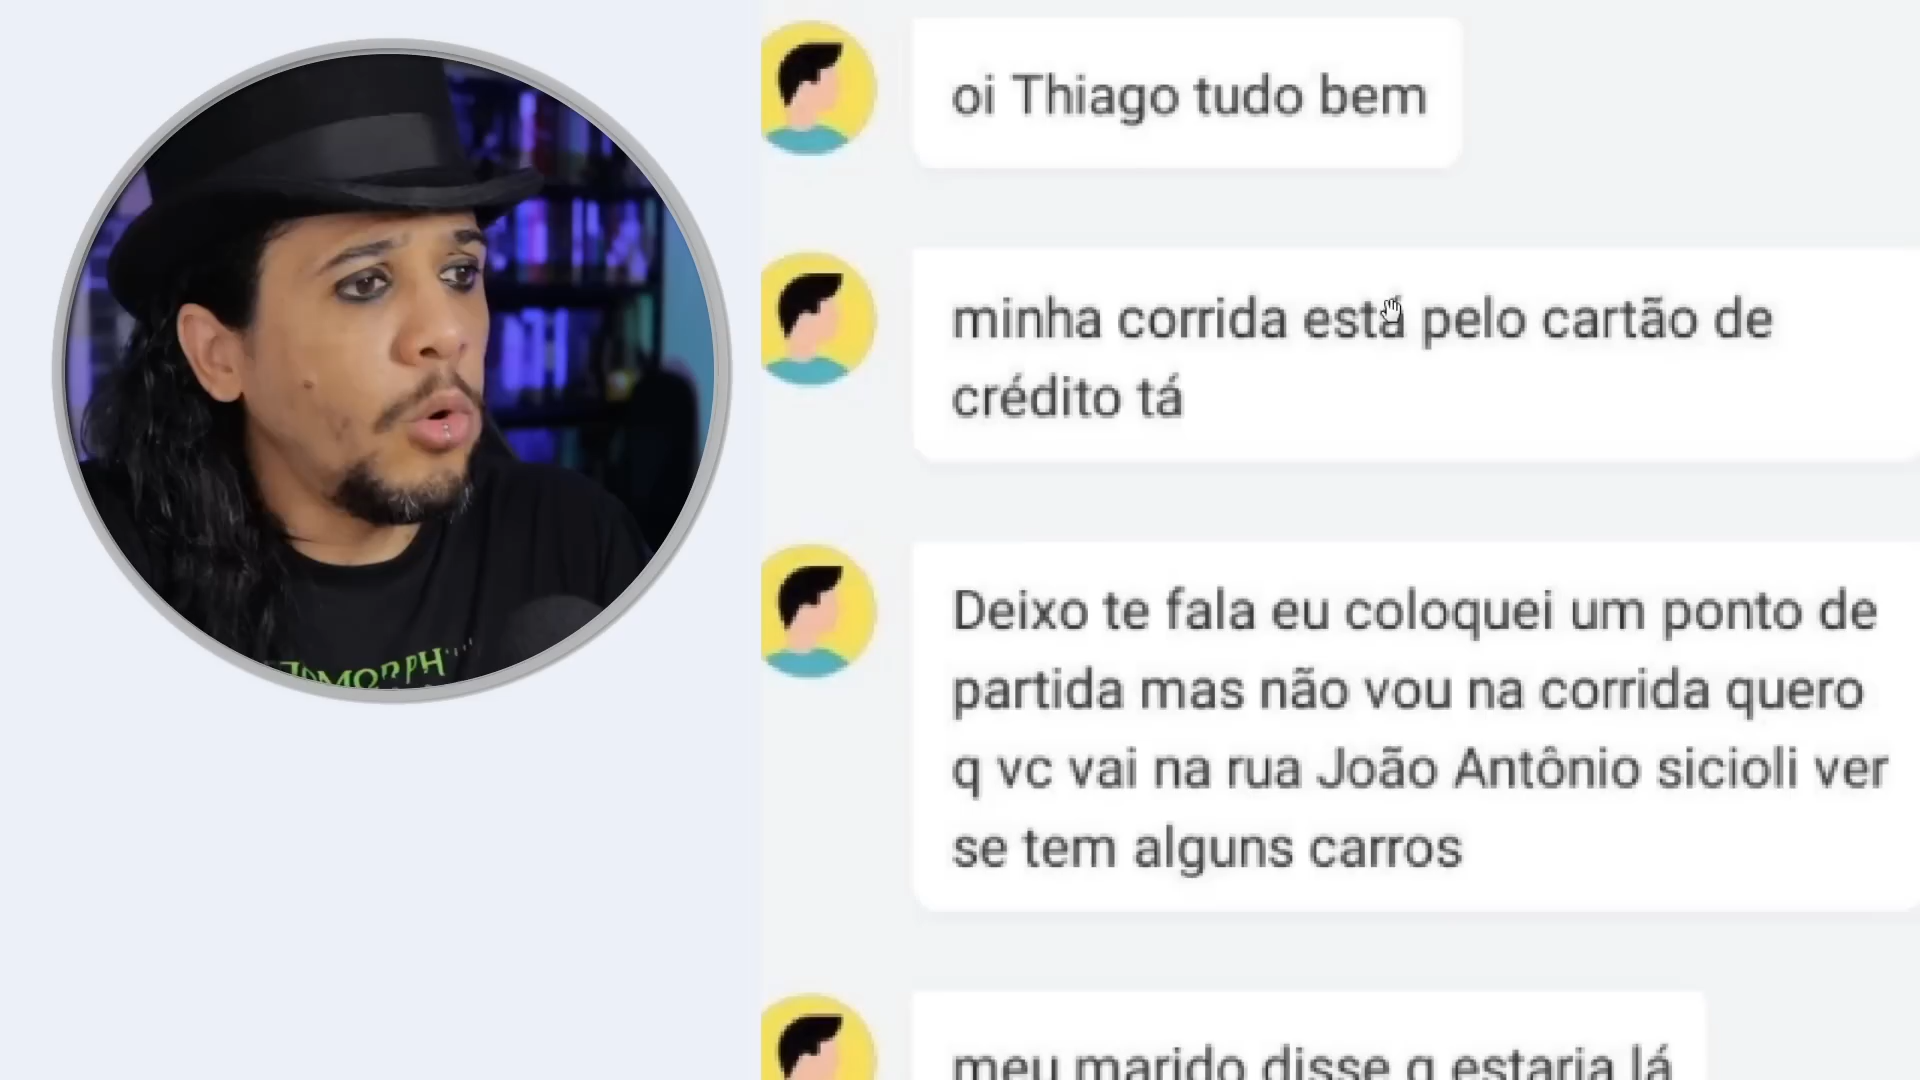 oi Thiago tudo bem
minha corrida está pelo cartão de
crédito tá
Deixo te fala eu coloquei um ponto de
partida mas não vou na corrida quero
q vc vai na rua João Antônio sicioli ver
se tem alguns carros
meu marido disse q estaria lá